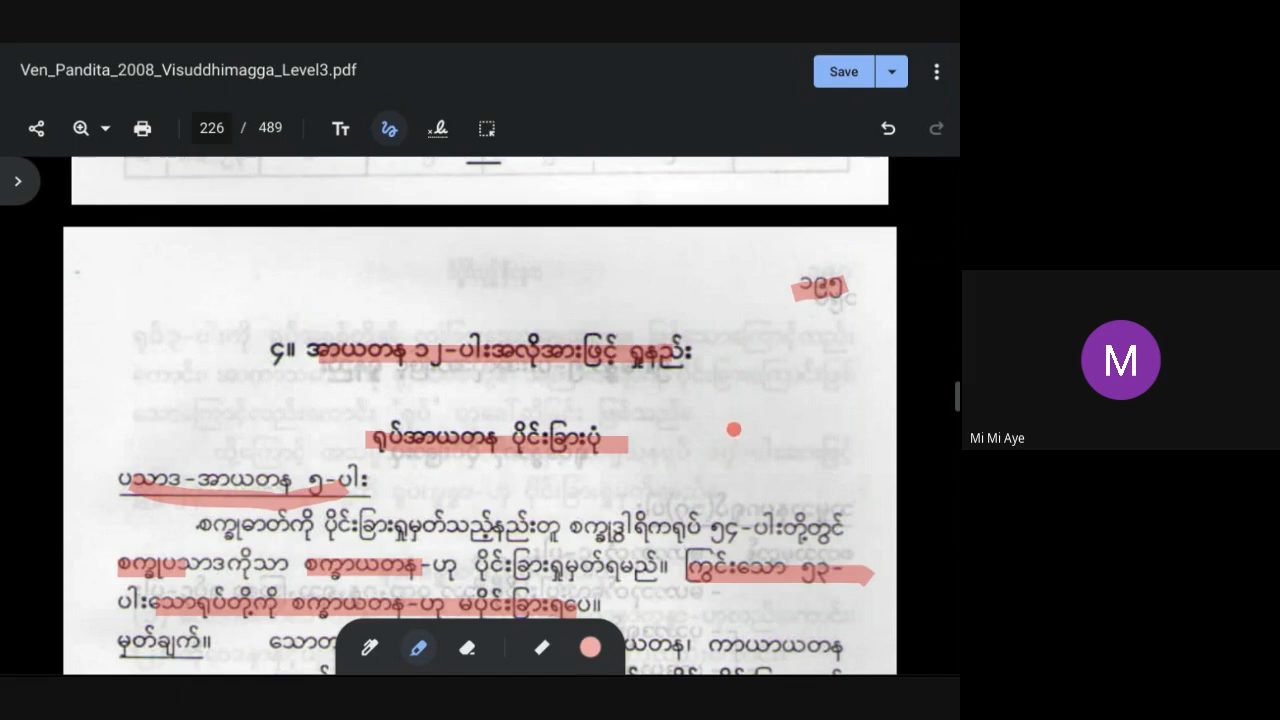 Ven_Pandita_2008_Visuddhimagga_Level3.pdf
Save
226 / 489
၁၉၅
၄။ အာယတန ၁၂-ပါးအလိုအားဖြင့် ရှုနည်း
ရုပ်အာယတန ပိုင်းခြားပုံ
ပသာဒ-အာယတန ၅-ပါး
စက္ခုဓာတ်ကို ပိုင်းခြားရှုမှတ်သည့်နည်းတူ စက္ခုဒွါရိကရုပ် ၅၄-ပါးတို့တွင်
စက္ခုပသာဒကိုသာ စက္ခာယတန-ဟု ပိုင်းခြားရှုမှတ်ရမည်။ ကြွင်းသော ၅၃-
ပါးသောရုပ်တို့ကို စက္ခာယတန-ဟု မပိုင်းခြားရပေ။
မှတ်ချက်။ သောတ ယတန၊ ကာယာယတန
M
Mi Mi Aye